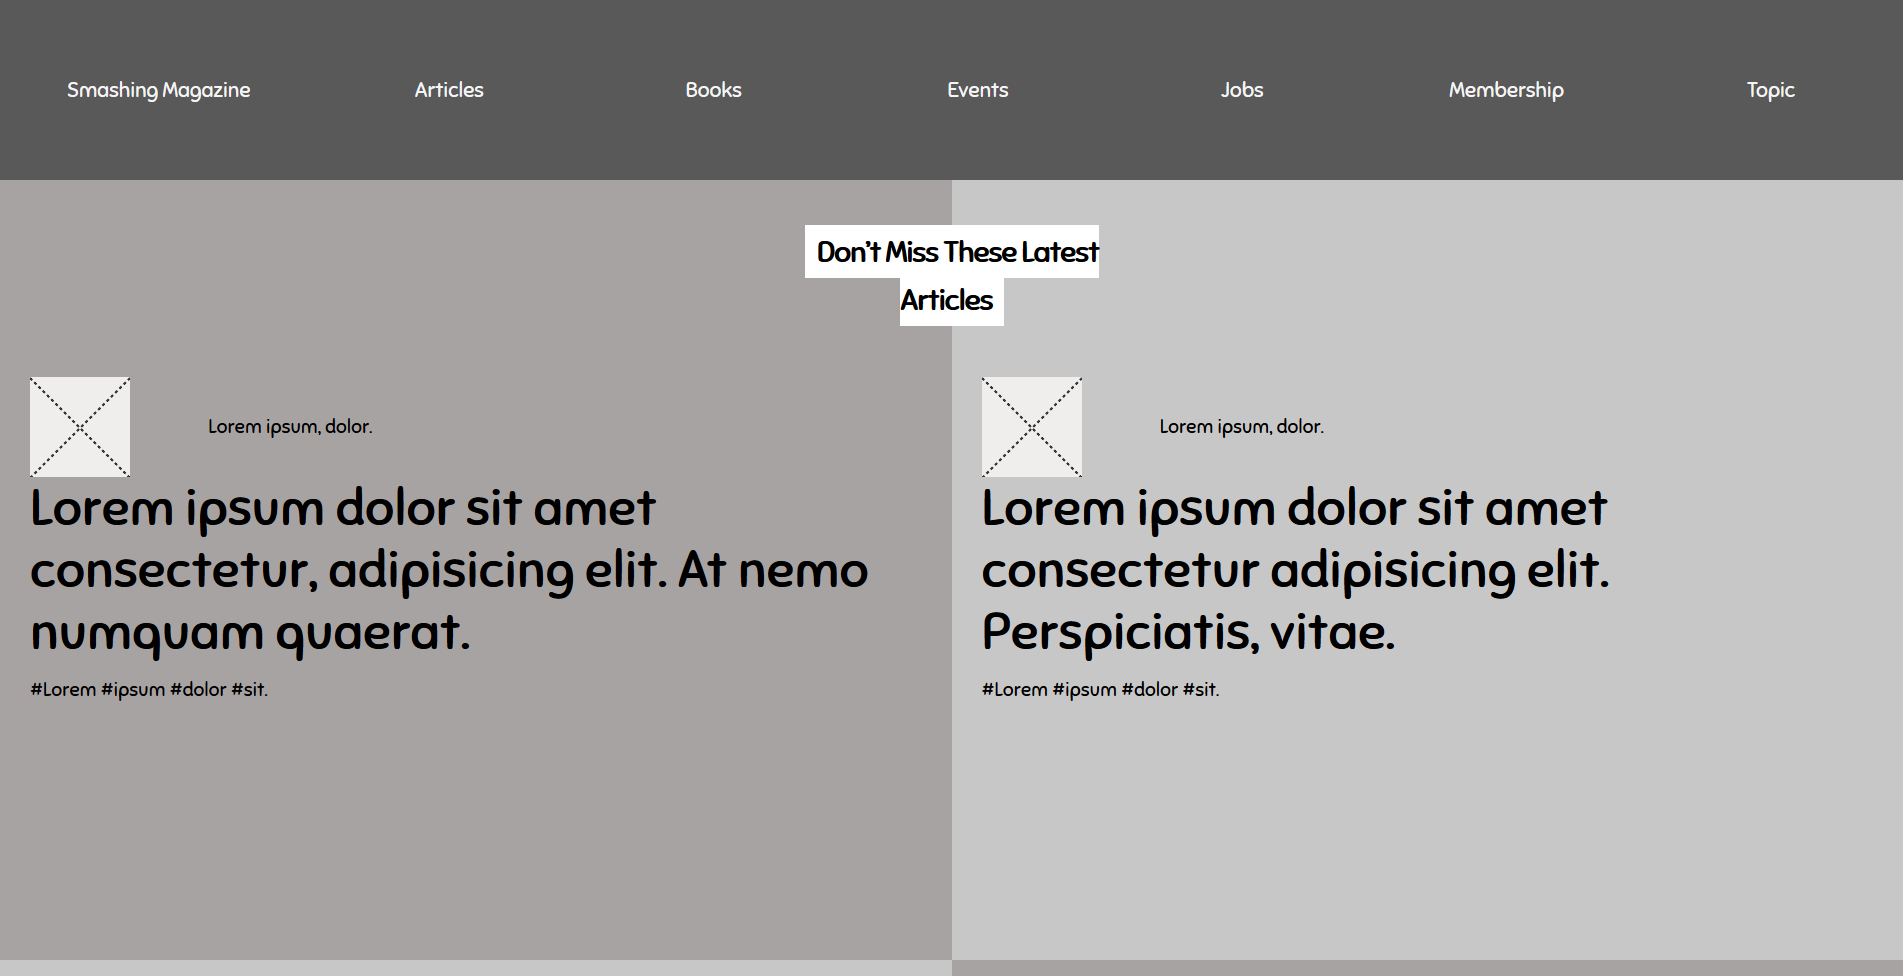 Smashing Magazine Articles Books Events Jobs Membership Topic
Don't Miss These Latest
Articles
Lorem ipsum, dolor.
Lorem ipsum dolor sit amet
consectetur, adipisicing elit. At nemo
numquam quaerat.
#Lorem #ipsum #dolor #sit.
Lorem ipsum, dolor.
Lorem ipsum dolor sit amet
consectetur adipisicing elit.
Perspiciatis, vitae.
#Lorem #ipsum #dolor #sit.